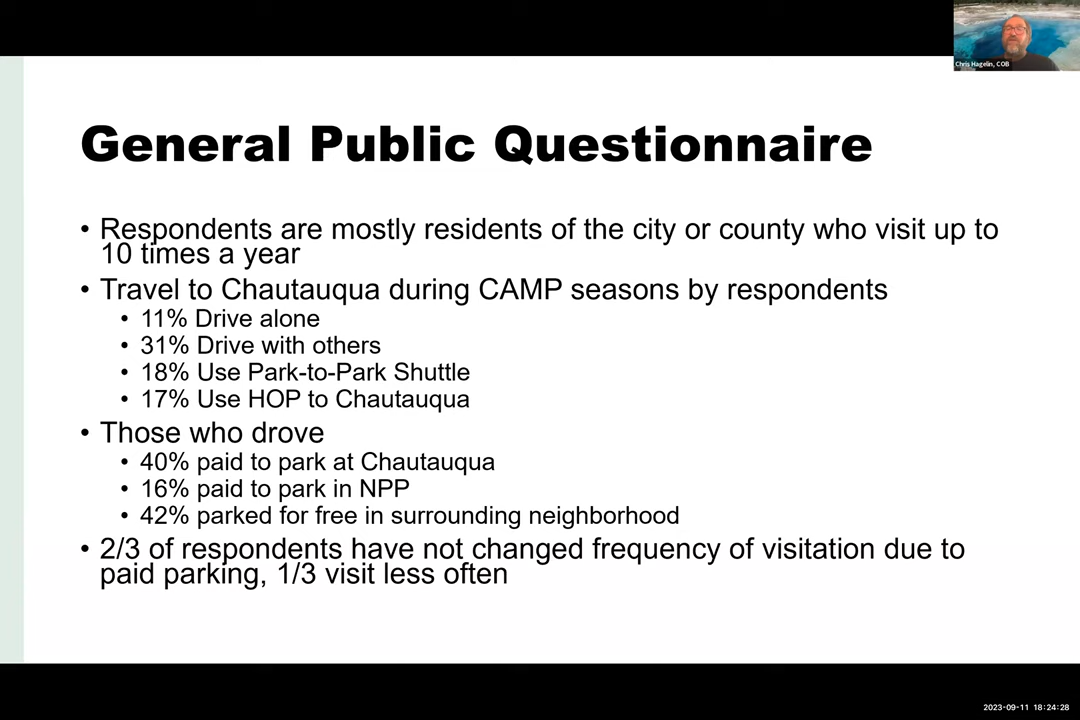 Chris Hagelin, COB
General Public Questionnaire
• Respondents are mostly residents of the city or county who visit up to
10 times a year
• Travel to Chautauqua during CAMP seasons by respondents
• 11% Drive alone
• 31% Drive with others
• 18% Use Park-to-Park Shuttle
• 17% Use HOP to Chautauqua
• Those who drove
• 40% paid to park at Chautauqua
• 16% paid to park in NPP
• 42% parked for free in surrounding neighborhood
• 2/3 of respondents have not changed frequency of visitation due to
paid parking, 1/3 visit less often
2023-09-11 18:24:28